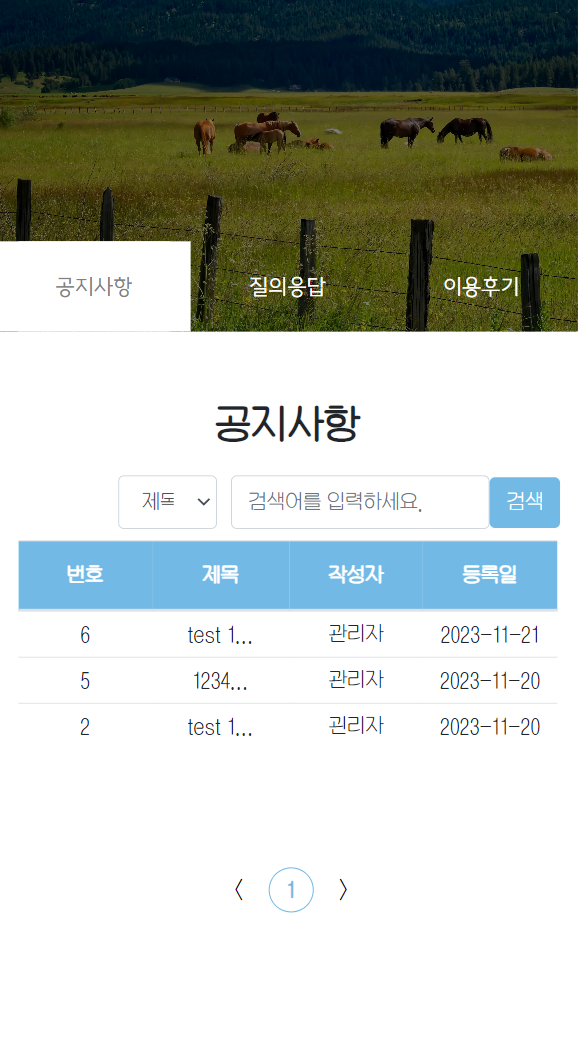 공지사항 질의응답 이용후기
공지사항
제목 검색어를 입력하세요. 검색
번호 제목 작성자 등록일
6 test 1... 관리자 2023-11-21
5 1234... 관리자 2023-11-20
2 test 1... 관리자 2023-11-20
〈 1 〉